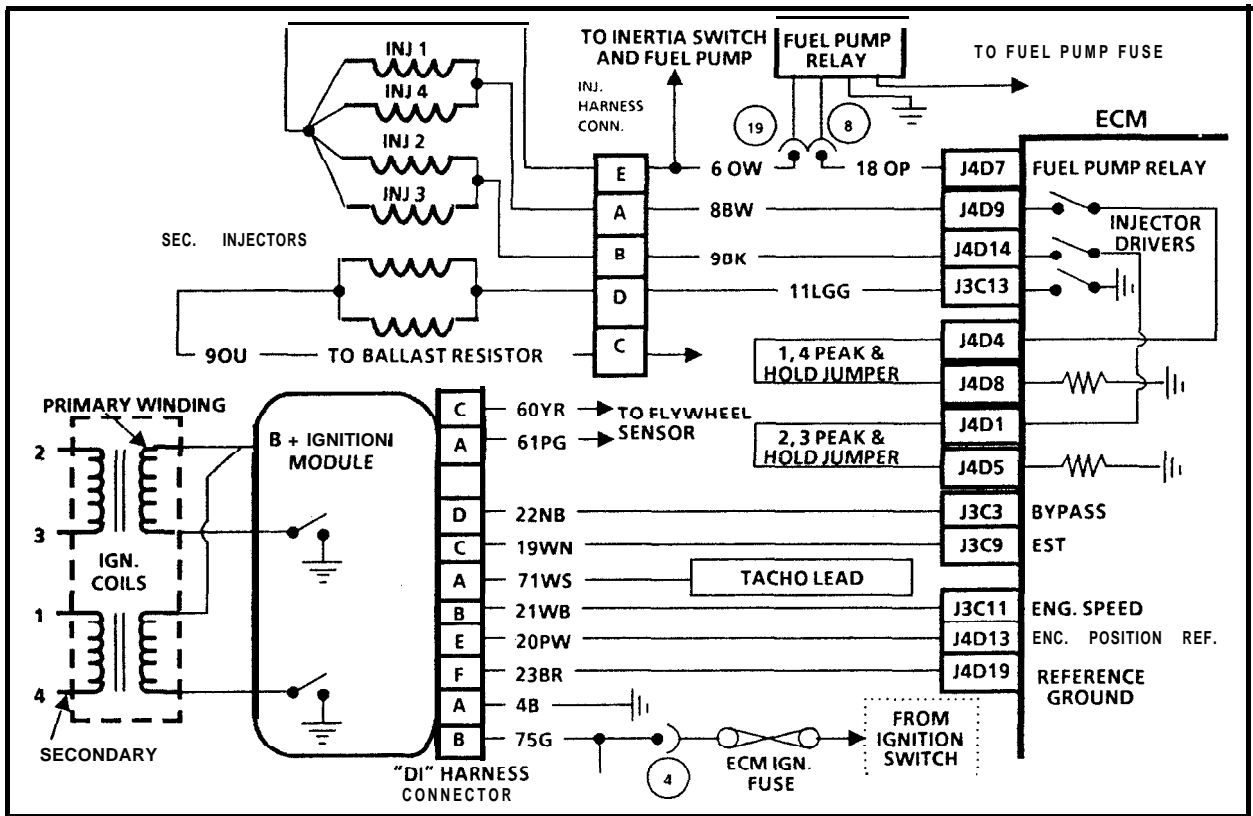 TO INERTIA SWITCH
AND FUEL PUMP
FUEL PUMP
RELAY
TO FUEL PUMP FUSE
INJ 1
INJ 4
INJ 2
INJ 3
INJ.
HARNESS
CONN.
19
8
ECM
E
6 OW
18 OP
J4D7
FUEL PUMP RELAY
A
8BW
J4D9
INJECTOR
DRIVERS
B
9BK
J4D14
SEC. INJECTORS
D
11LGG
J3C13
C
90U
TO BALLAST RESISTOR
J4D4
1,4 PEAK &
HOLD JUMPER
J4D8
J4D1
2,3 PEAK &
HOLD JUMPER
J4D5
PRIMARY WINDING
B + IGNITION
MODULE
C
60YR
TO FLYWHEEL
SENSOR
A
61PG
2
3
IGN.
COILS
1
4
SECONDARY
D
22NB
J3C3
BYPASS
C
19WN
J3C9
EST
A
71WS
TACHO LEAD
B
21WB
J3C11
ENG. SPEED
E
20PW
J4D13
ENC. POSITION REF.
F
23BR
J4D19
REFERENCE
GROUND
A
4B
B
75G
4
ECM IGN.
FUSE
FROM
IGNITION
SWITCH
"DI" HARNESS
CONNECTOR